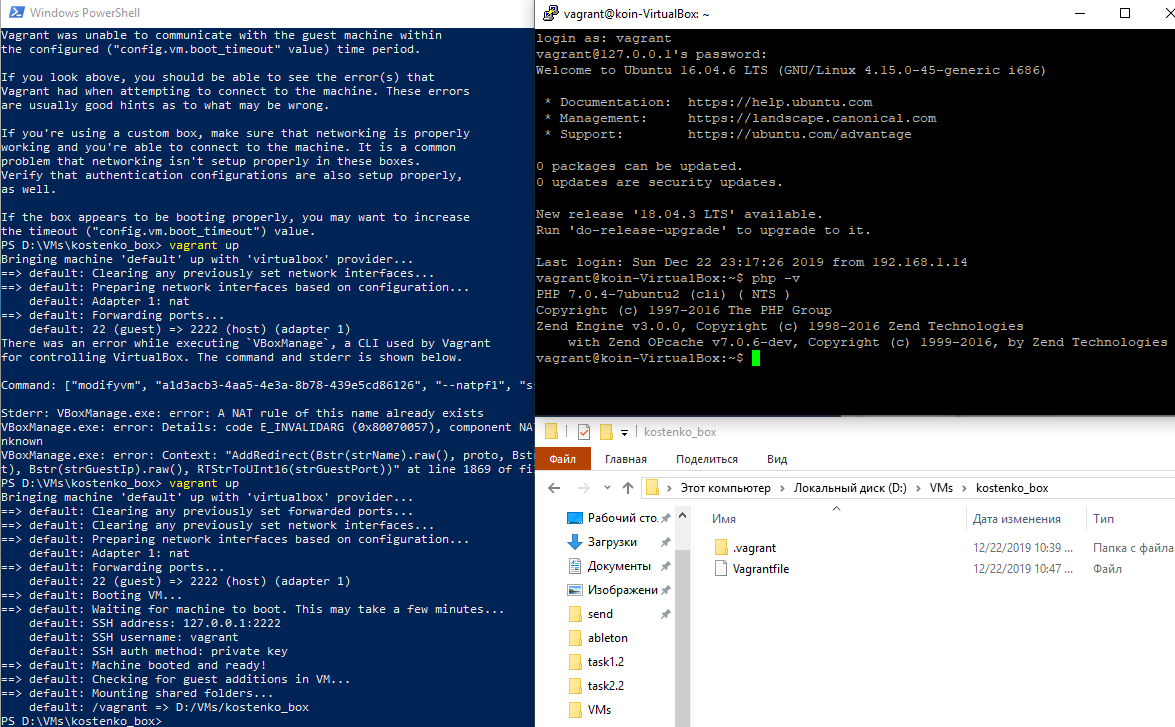 Windows PowerShell
Vagrant was unable to communicate with the guest machine within
the configured ("config.vm.boot_timeout" value) time period.
If you look above, you should be able to see the error(s) that
Vagrant had when attempting to connect to the machine. These errors
are usually good hints as to what may be wrong.
If you're using a custom box, make sure that networking is properly
working and you're able to connect to the machine. It is a common
problem that networking isn't setup properly in these boxes.
Verify that authentication configurations are also setup properly,
as well.
If the box appears to be booting properly, you may want to increase
the timeout ("config.vm.boot_timeout") value.
PS D:\VMs\kostenko_box> vagrant up
Bringing machine 'default' up with 'virtualbox' provider...
==> default: Clearing any previously set network interfaces...
==> default: Preparing network interfaces based on configuration...
default: Adapter 1: nat
==> default: Forwarding ports...
default: 22 (guest) => 2222 (host) (adapter 1)
There was an error while executing `VBoxManage`, a CLI used by Vagrant
for controlling VirtualBox. The command and stderr is shown below.
Command: ["modifyvm", "a1d3acb3-4aa5-4e3a-8b78-439e5cd86126", "--natpf1", "s
Stderr: VBoxManage.exe: error: A NAT rule of this name already exists
VBoxManage.exe: error: Details: code E_INVALIDARG (0x80070057), component NA
nknown
VBoxManage.exe: error: Context: "AddRedirect(Bstr(strName).raw(), proto, Bst
t), Bstr(strGuestIp).raw(), RTStrToUInt16(strGuestPort))" at line 1869 of fi
PS D:\VMs\kostenko_box> vagrant up
Bringing machine 'default' up with 'virtualbox' provider...
==> default: Clearing any previously set forwarded ports...
==> default: Clearing any previously set network interfaces...
==> default: Preparing network interfaces based on configuration...
default: Adapter 1: nat
==> default: Forwarding ports...
default: 22 (guest) => 2222 (host) (adapter 1)
==> default: Booting VM...
==> default: Waiting for machine to boot. This may take a few minutes...
default: SSH address: 127.0.0.1:2222
default: SSH username: vagrant
default: SSH auth method: private key
==> default: Machine booted and ready!
==> default: Checking for guest additions in VM...
==> default: Mounting shared folders...
default: /vagrant => D:/VMs/kostenko_box
PS D:\VMs\kostenko_box>
vagrant@koin-VirtualBox: ~
login as: vagrant
vagrant@127.0.0.1's password:
Welcome to Ubuntu 16.04.6 LTS (GNU/Linux 4.15.0-45-generic i686)
* Documentation: https://help.ubuntu.com
* Management: https://landscape.canonical.com
* Support: https://ubuntu.com/advantage
0 packages can be updated.
0 updates are security updates.
New release '18.04.3 LTS' available.
Run 'do-release-upgrade' to upgrade to it.
Last login: Sun Dec 22 23:17:26 2019 from 192.168.1.14
vagrant@koin-VirtualBox:~$ php -v
PHP 7.0.4-7ubuntu2 (cli) ( NTS )
Copyright (c) 1997-2016 The PHP Group
Zend Engine v3.0.0, Copyright (c) 1998-2016 Zend Technologies
with Zend OPcache v7.0.6-dev, Copyright (c) 1999-2016, by Zend Technologies
vagrant@koin-VirtualBox:~$
kostenko_box
Файл Главная Поделиться Вид
Этот компьютер > Локальный диск (D:) > VMs > kostenko_box
Рабочий сто.
Загрузки
Документы
Изображени
send
ableton
task1.2
task2.2
VMs
Имя Дата изменения Тип
.vagrant 12/22/2019 10:39 ... Папка с файла
Vagrantfile 12/22/2019 10:47 ... Файл